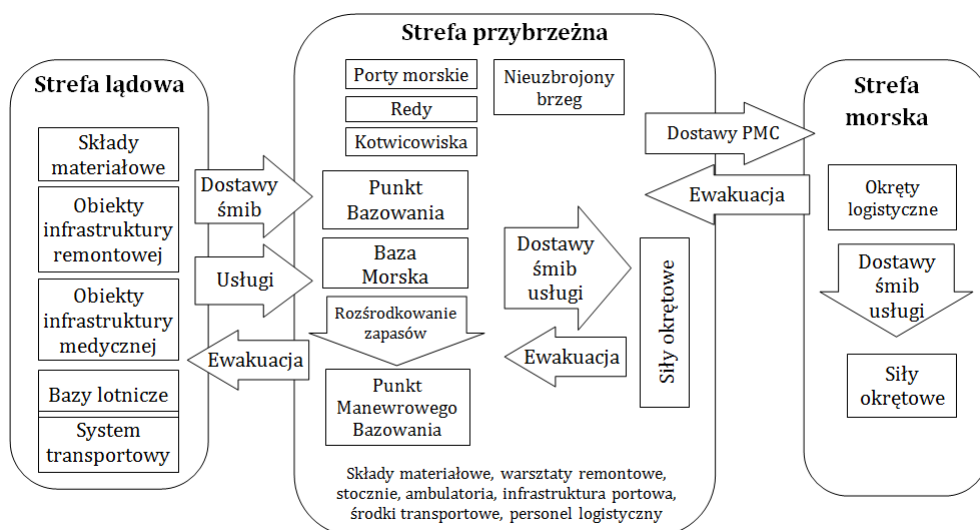 Strefa lądowa
Składy
materiałowe
Obiekty
infrastruktury
remontowej
Obiekty
infrastruktury
medycznej
Bazy lotnicze
System
transportowy
Dostawy
śmib
Usługi
Ewakuacja
Strefa przybrzeżna
Porty morskie
Redy
Kotwicowiska
Nieuzbrojony
brzeg
Punkt
Bazowania
Baza
Morska
Rozśrodkowanie
zapasów
Punkt
Manewrowego
Bazowania
Dostawy
śmib
usługi
Ewakuacja
Siły okrętowe
Składy materiałowe, warsztaty remontowe,
stocznie, ambulatoria, infrastruktura portowa,
środki transportowe, personel logistyczny
Dostawy PMC
Ewakuacja
Strefa
morska
Okręty
logistyczne
Dostawy
śmib
usługi
Siły
okrętowe